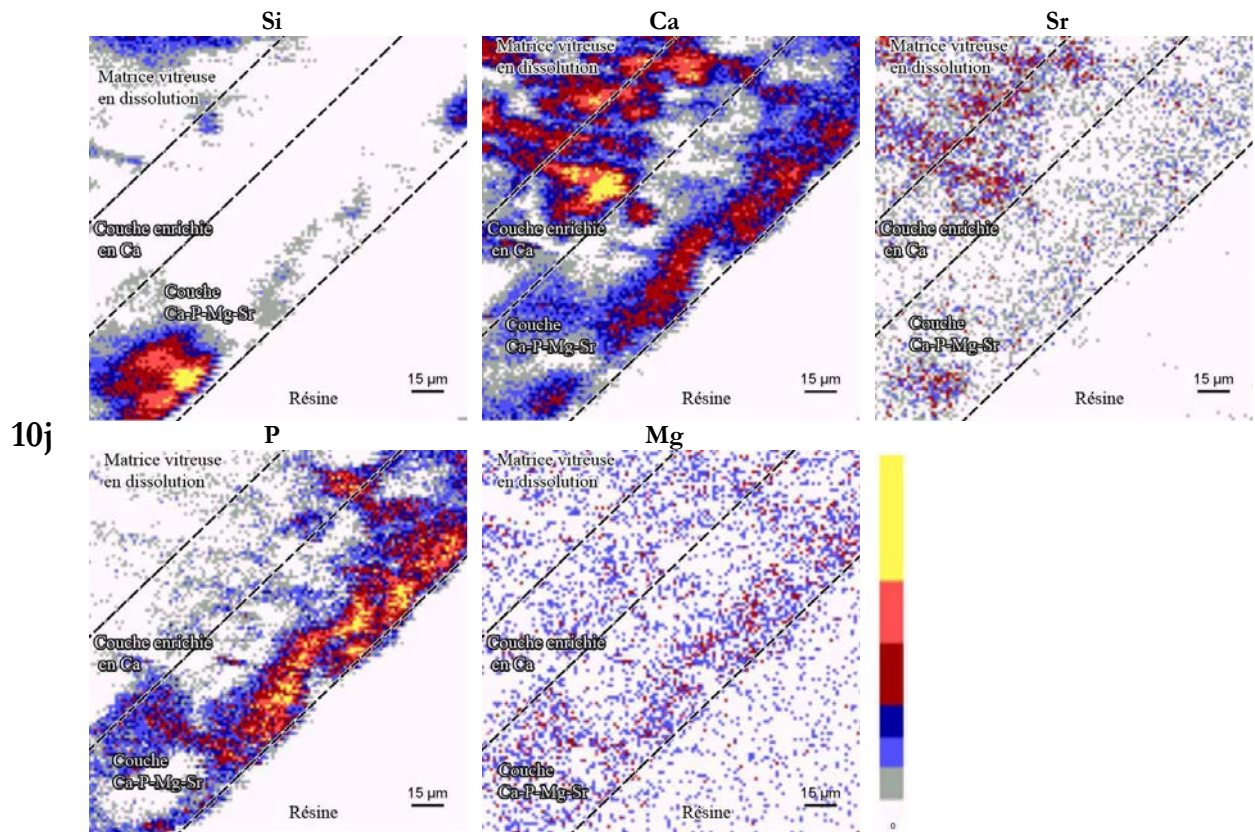 Si
Ca
Sr
Matrice vitreuse
en dissolution
Couche enrichie
en Ca
Couche
Ca-P-Mg-Sr
15 µm
Résine
Matrice vitreuse
en dissolution
Couche enrichie
en Ca
Couche
Ca-P-Mg-Sr
15 µm
Résine
Matrice vitreuse
en dissolution
Couche enrichie
en Ca
Couche
Ca-P-Mg-Sr
15 µm
Résine
10j
P
Mg
Matrice vitreuse
en dissolution
Couche enrichie
en Ca
Couche
Ca-P-Mg-Sr
15 µm
Résine
Matrice vitreuse
en dissolution
Couche enrichie
en Ca
Couche
Ca-P-Mg-Sr
15 µm
Résine
0